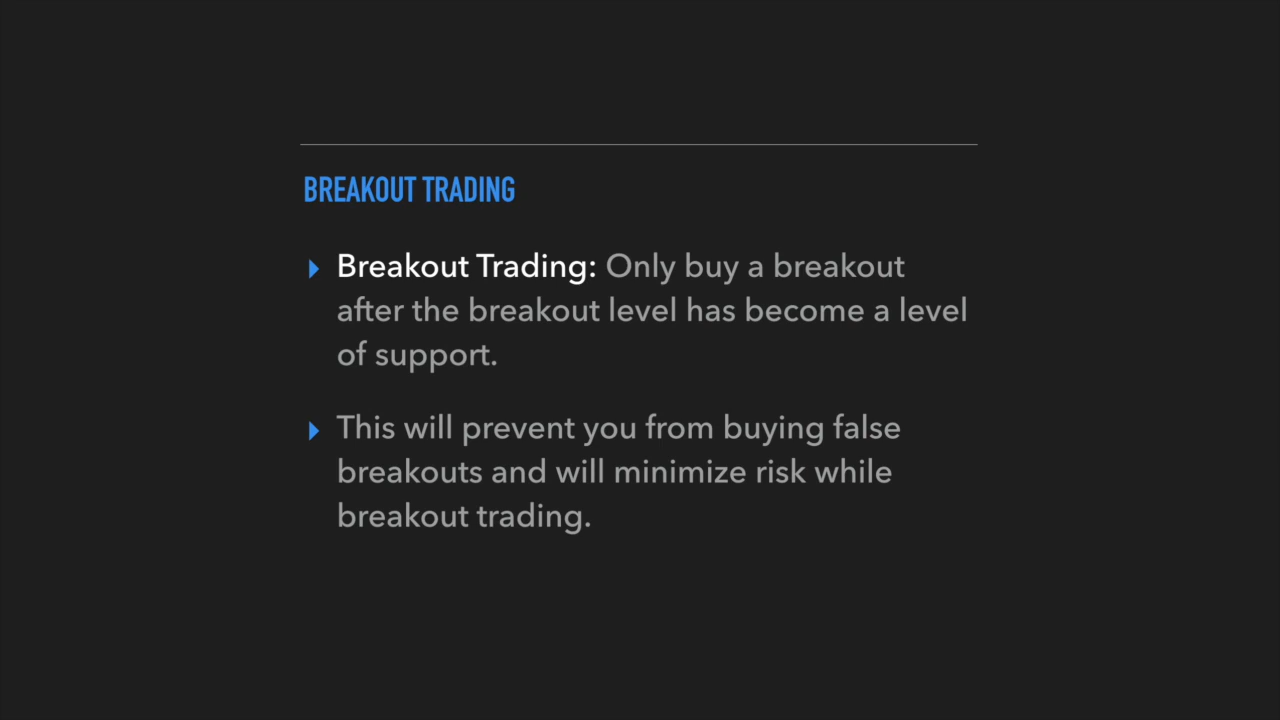 BREAKOUT TRADING
Breakout Trading: Only buy a breakout
after the breakout level has become a level
of support.
This will prevent you from buying false
breakouts and will minimize risk while
breakout trading.